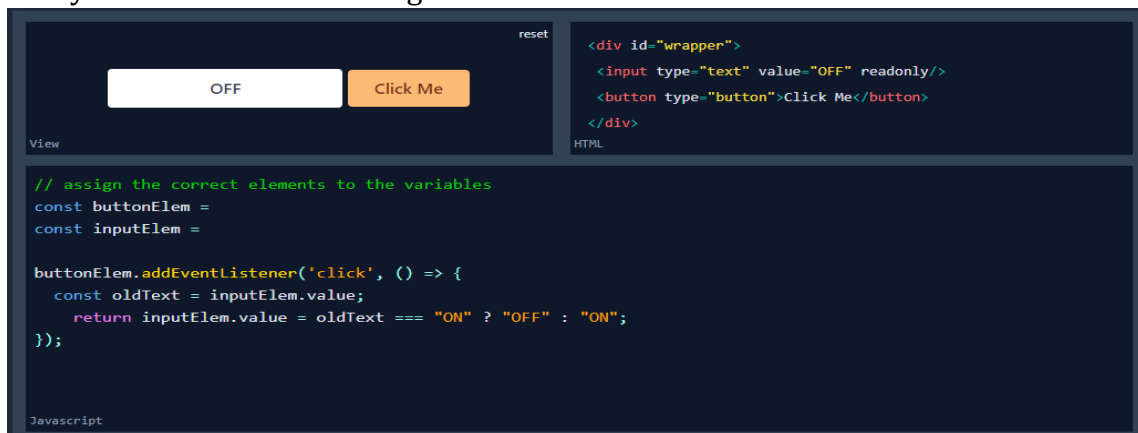 reset
OFF
Click Me
View
<div id="wrapper">
<input type="text" value="OFF" readonly/>
<button type="button">Click Me</button>
</div>
HTML
// assign the correct elements to the variables
const buttonElem =
const inputElem =
buttonElem.addEventListener('click', () => {
const oldText = inputElem.value;
return inputElem.value = oldText === "ON" ? "OFF" : "ON";
});
Javascript